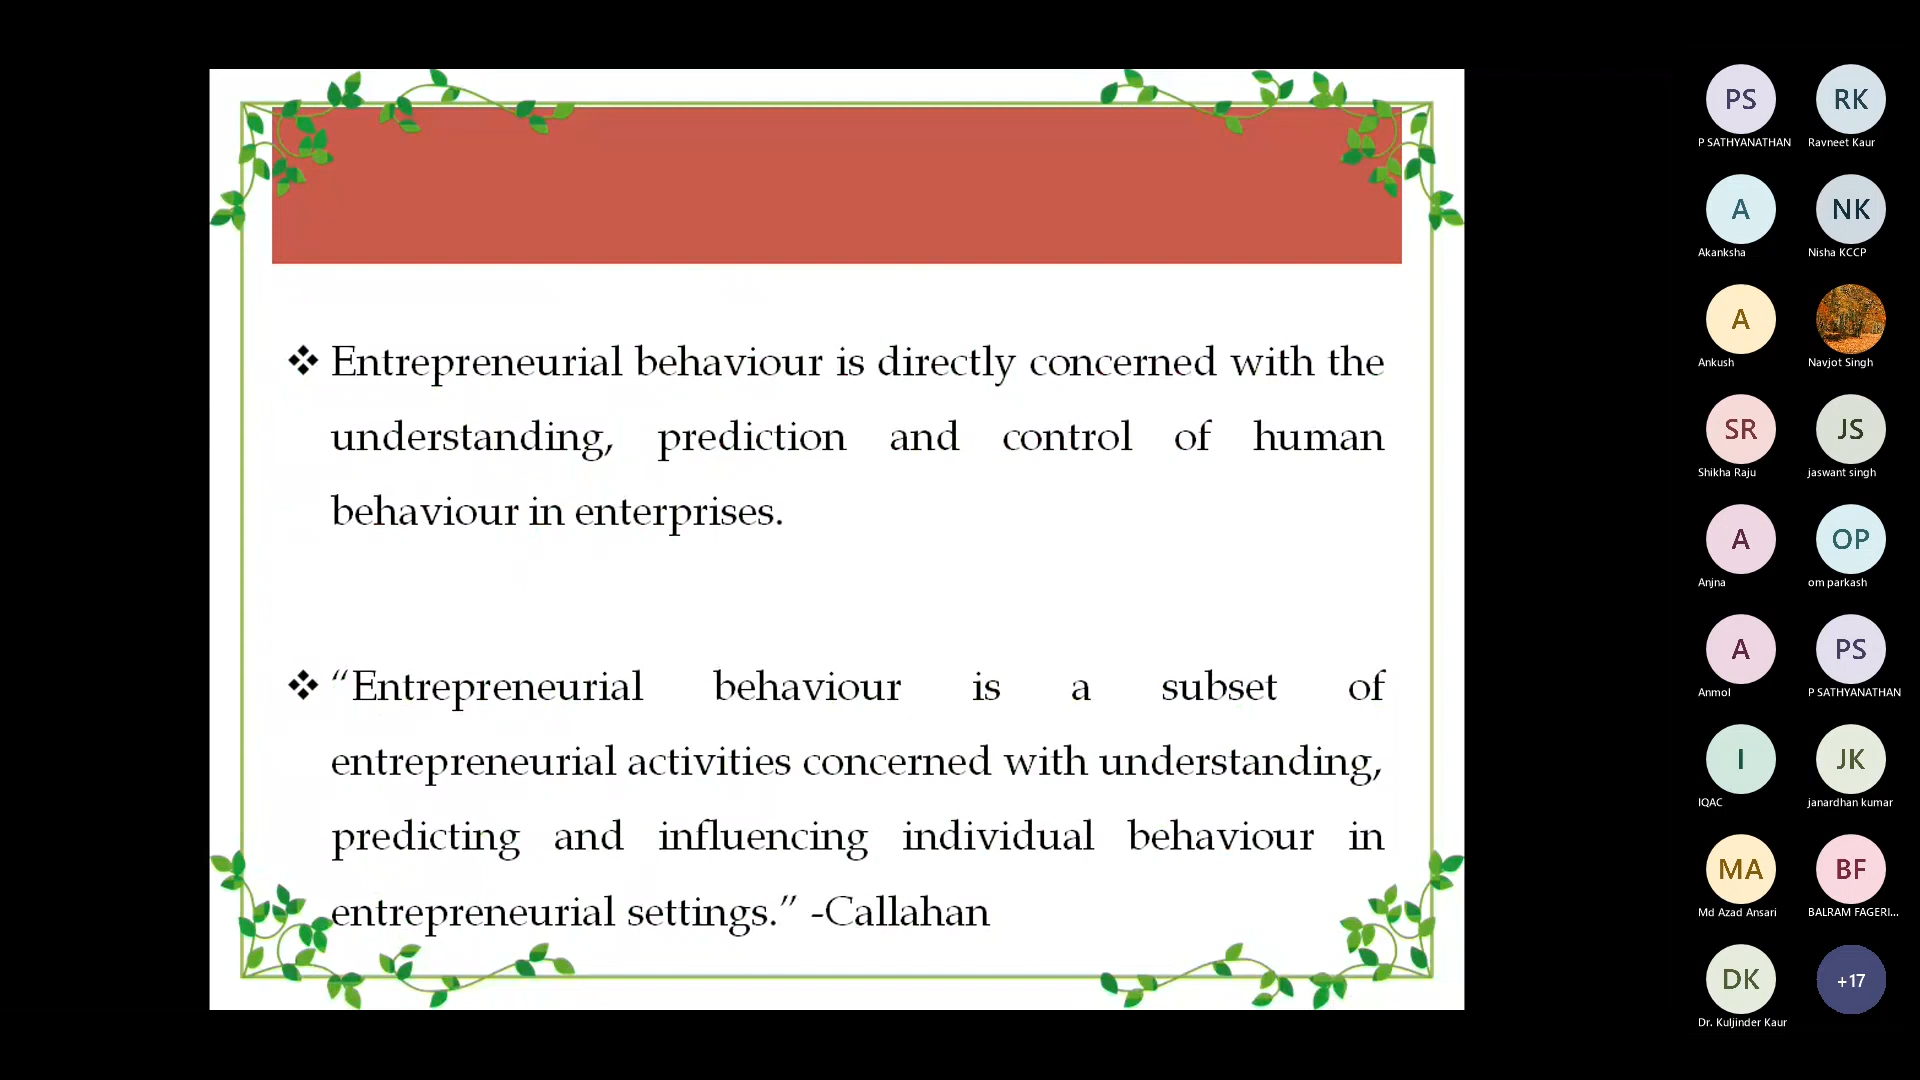 ❖ Entrepreneurial behaviour is directly concerned with the
understanding, prediction and control of human
behaviour in enterprises.
❖ “Entrepreneurial behaviour is a subset of
entrepreneurial activities concerned with understanding,
predicting and influencing individual behaviour in
entrepreneurial settings.” -Callahan
PS
P SATHYANATHAN
RK
Ravneet Kaur
A
Akanksha
NK
Nisha KCCP
A
Ankush
Navjot Singh
SR
Shikha Raju
JS
jaswant singh
A
Anjna
OP
om parkash
A
Anmol
PS
P SATHYANATHAN
I
IQAC
JK
janardhan kumar
MA
Md Azad Ansari
BF
BALRAM FAGERI...
DK
Dr. Kuljinder Kaur
+17